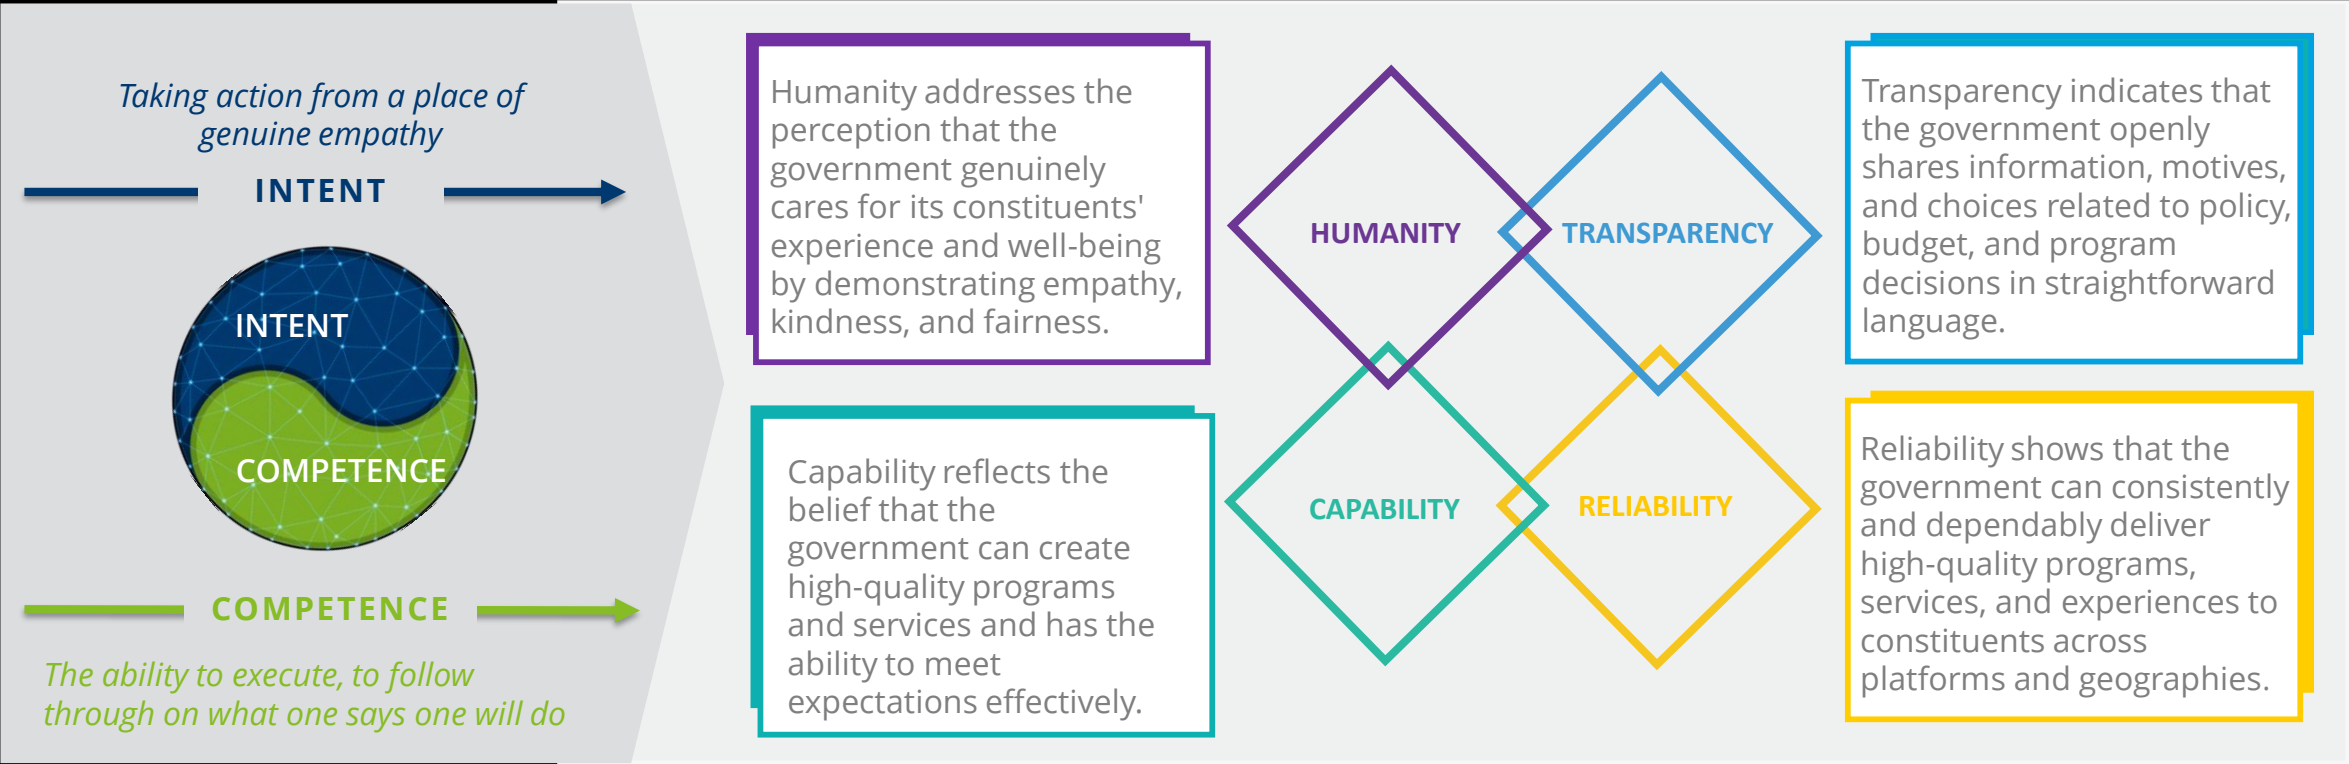 Taking action from a place of
genuine empathy
INTENT
INTENT
COMPETENCE
COMPETENCE
The ability to execute, to follow
through on what one says one will do
Humanity addresses the
perception that the
government genuinely
cares for its constituents'
experience and well-being
by demonstrating empathy,
kindness, and fairness.
Capability reflects the
belief that the
government can create
high-quality programs
and services and has the
ability to meet
expectations effectively.
HUMANITY
TRANSPARENCY
CAPABILITY
RELIABILITY
Transparency indicates that
the government openly
shares information, motives,
and choices related to policy,
budget, and program
decisions in straightforward
language.
Reliability shows that the
government can consistently
and dependably deliver
high-quality programs,
services, and experiences to
constituents across
platforms and geographies.